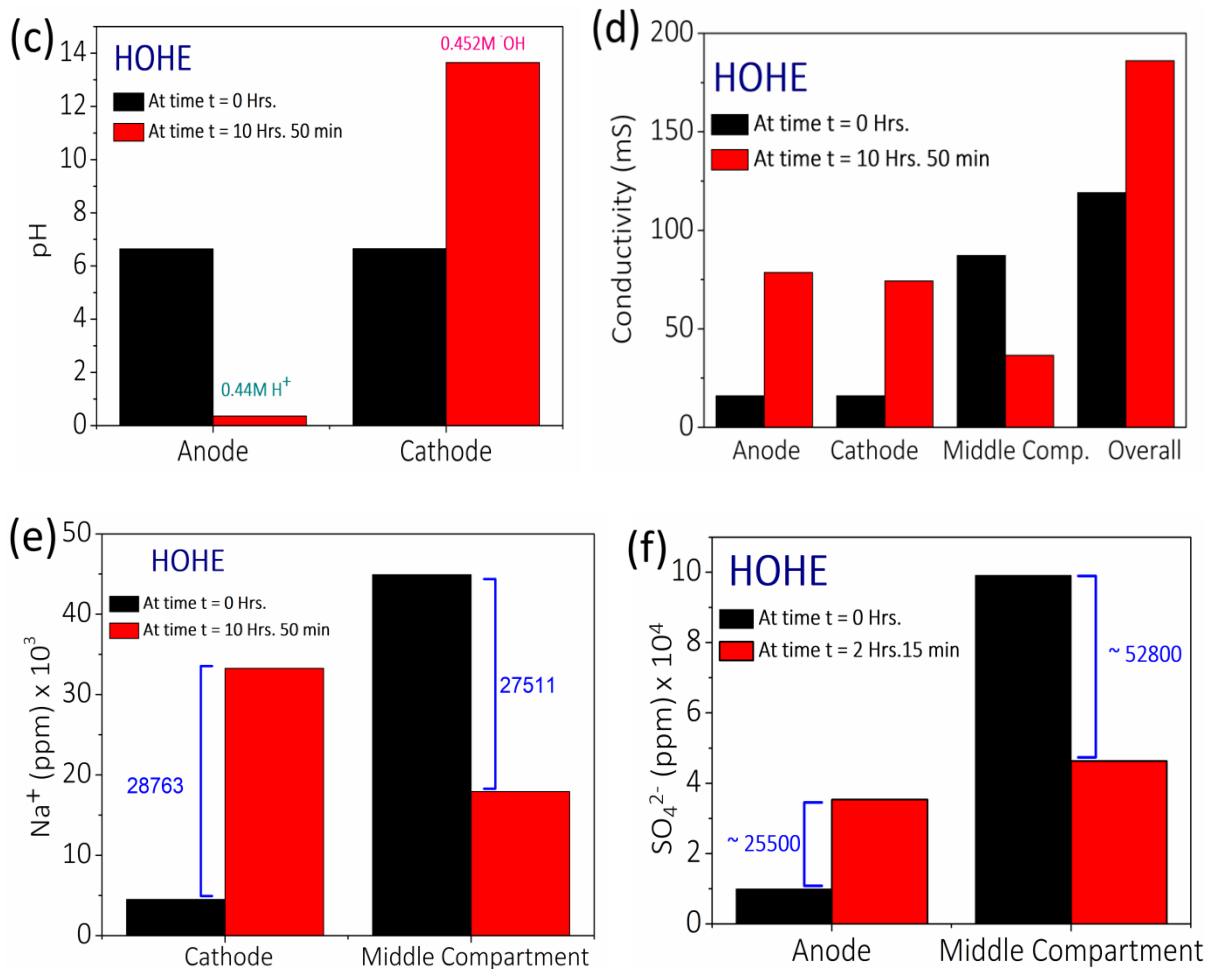 (c)
HOHE
At time t = 0 Hrs.
At time t = 10 Hrs. 50 min
0.452M ⁻OH
0.44M H⁺
pH
14
12
10
8
6
4
2
0
Anode
Cathode
(d)
HOHE
At time t = 0 Hrs.
At time t = 10 Hrs. 50 min
Conductivity (mS)
200
150
100
50
0
Anode
Cathode
Middle Comp.
Overall
(e)
HOHE
At time t = 0 Hrs.
At time t = 10 Hrs. 50 min
28763
27511
Na⁺ (ppm) x 10³
50
40
30
20
10
0
Cathode
Middle Compartment
(f)
HOHE
At time t = 0 Hrs.
At time t = 2 Hrs.15 min
~ 52800
~ 25500
SO₄²⁻ (ppm) x 10⁴
10
8
6
4
2
0
Anode
Middle Compartment